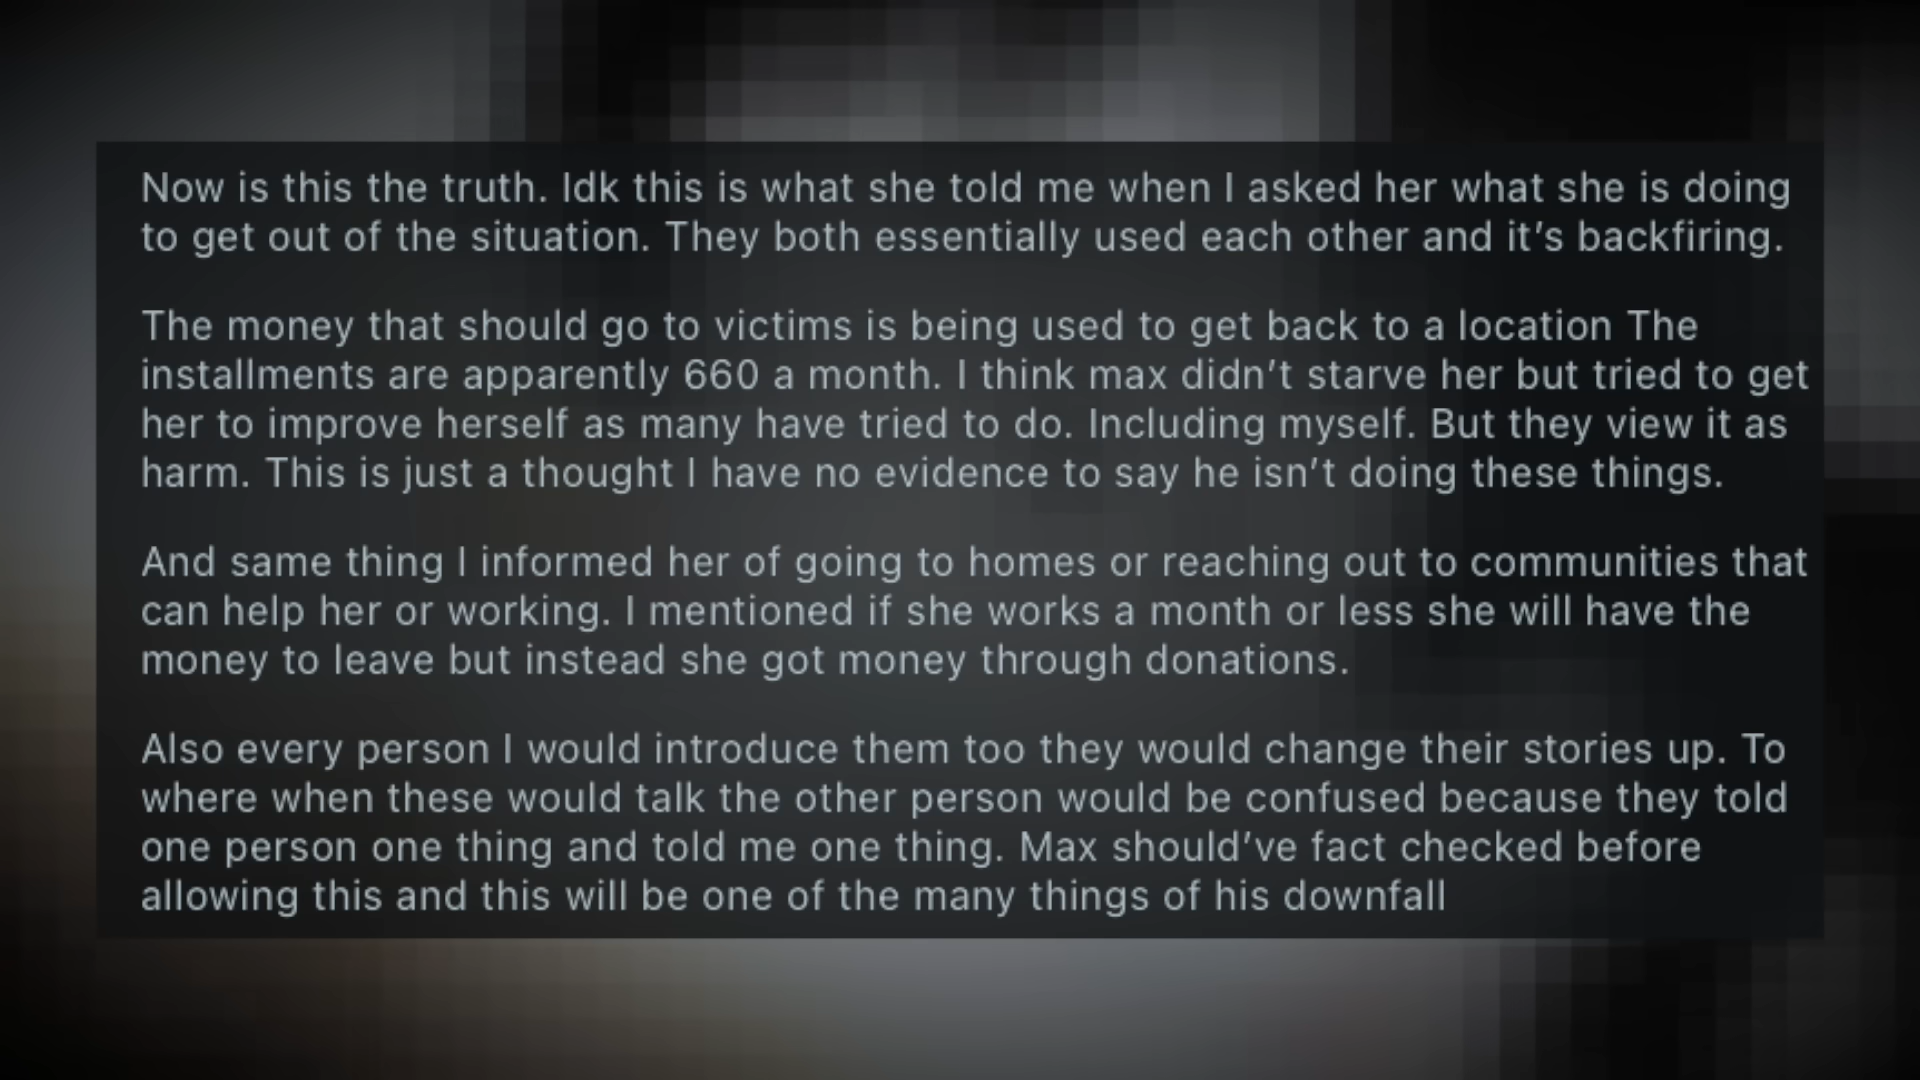 Now is this the truth. Idk this is what she told me when I asked her what she is doing
to get out of the situation. They both essentially used each other and it’s backfiring.
The money that should go to victims is being used to get back to a location The
installments are apparently 660 a month. I think max didn’t starve her but tried to get
her to improve herself as many have tried to do. Including myself. But they view it as
harm. This is just a thought I have no evidence to say he isn’t doing these things.
And same thing I informed her of going to homes or reaching out to communities that
can help her or working. I mentioned if she works a month or less she will have the
money to leave but instead she got money through donations.
Also every person I would introduce them too they would change their stories up. To
where when these would talk the other person would be confused because they told
one person one thing and told me one thing. Max should’ve fact checked before
allowing this and this will be one of the many things of his downfall